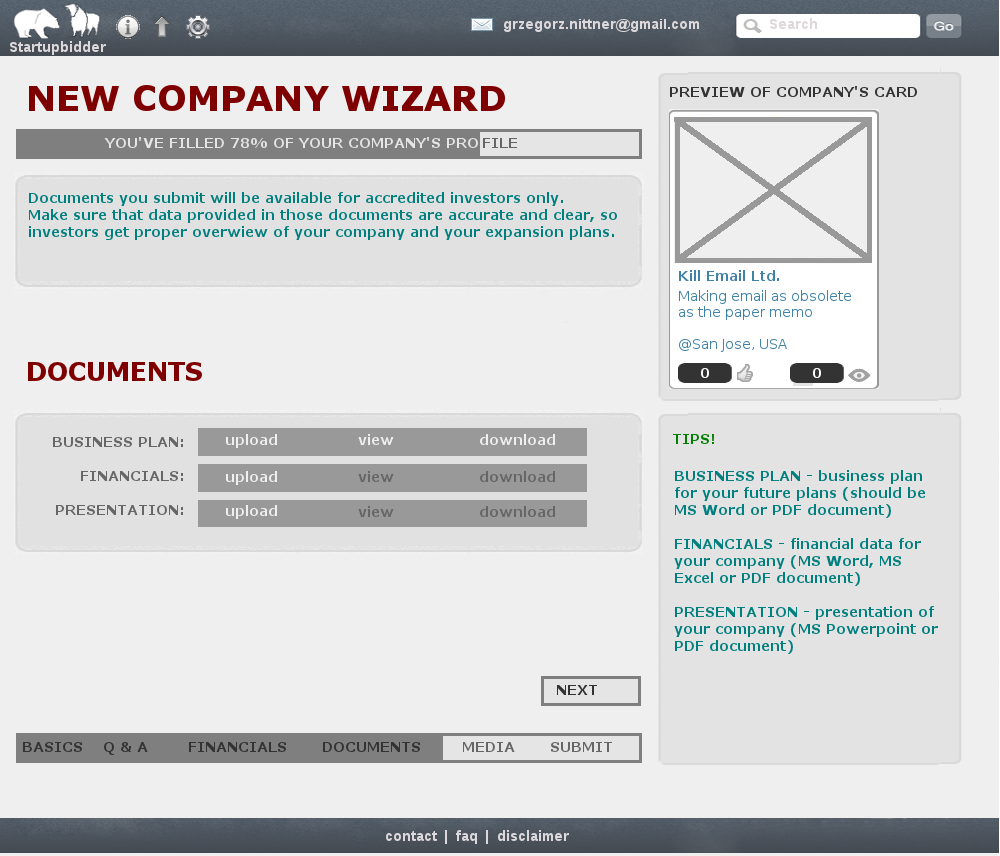 Startupbidder
grzegorz.nittner@gmail.com
Search
Go
NEW COMPANY WIZARD
YOU'VE FILLED 78% OF YOUR COMPANY'S PROFILE
Documents you submit will be available for accredited investors only.
Make sure that data provided in those documents are accurate and clear, so
investors get proper overwiew of your company and your expansion plans.
DOCUMENTS
BUSINESS PLAN: upload view download
FINANCIALS: upload view download
PRESENTATION: upload view download
NEXT
BASICS Q & A FINANCIALS DOCUMENTS MEDIA SUBMIT
PREVIEW OF COMPANY'S CARD
Kill Email Ltd.
Making email as obsolete
as the paper memo
@San Jose, USA
0 0
TIPS!
BUSINESS PLAN - business plan
for your future plans (should be
MS Word or PDF document)
FINANCIALS - financial data for
your company (MS Word, MS
Excel or PDF document)
PRESENTATION - presentation of
your company (MS Powerpoint or
PDF document)
contact | faq | disclaimer